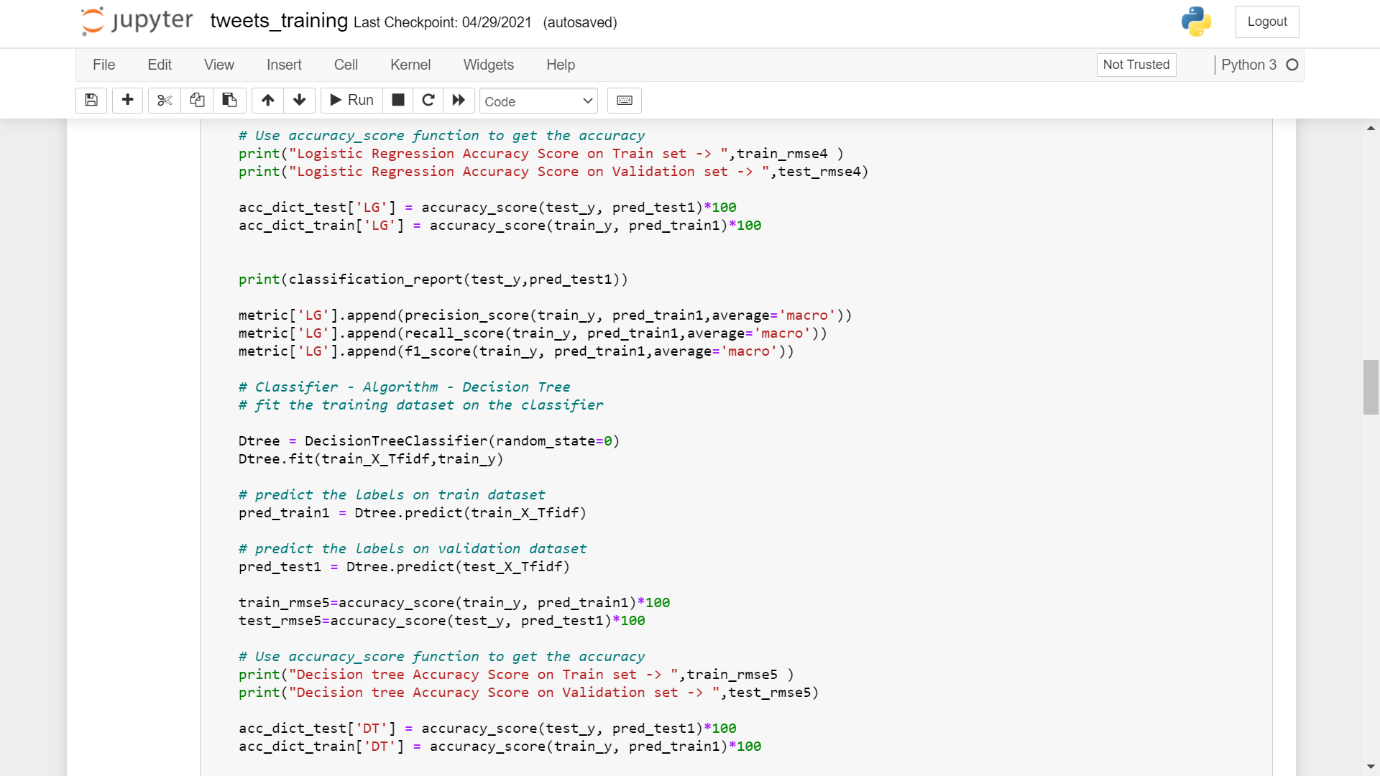 jupyter tweets_training Last Checkpoint: 04/29/2021 (autosaved)
Logout
File Edit View Insert Cell Kernel Widgets Help
Not Trusted
Python 3
Run
Code
# Use accuracy_score function to get the accuracy
print("Logistic Regression Accuracy Score on Train set -> ",train_rmse4 )
print("Logistic Regression Accuracy Score on Validation set -> ",test_rmse4)
acc_dict_test['LG'] = accuracy_score(test_y, pred_test1)*100
acc_dict_train['LG'] = accuracy_score(train_y, pred_train1)*100
print(classification_report(test_y,pred_test1))
metric['LG'].append(precision_score(train_y, pred_train1,average='macro'))
metric['LG'].append(recall_score(train_y, pred_train1,average='macro'))
metric['LG'].append(f1_score(train_y, pred_train1,average='macro'))
# Classifier - Algorithm - Decision Tree
# fit the training dataset on the classifier
Dtree = DecisionTreeClassifier(random_state=0)
Dtree.fit(train_X_Tfidf,train_y)
# predict the labels on train dataset
pred_train1 = Dtree.predict(train_X_Tfidf)
# predict the labels on validation dataset
pred_test1 = Dtree.predict(test_X_Tfidf)
train_rmse5=accuracy_score(train_y, pred_train1)*100
test_rmse5=accuracy_score(test_y, pred_test1)*100
# Use accuracy_score function to get the accuracy
print("Decision tree Accuracy Score on Train set -> ",train_rmse5 )
print("Decision tree Accuracy Score on Validation set -> ",test_rmse5)
acc_dict_test['DT'] = accuracy_score(test_y, pred_test1)*100
acc_dict_train['DT'] = accuracy_score(train_y, pred_train1)*100